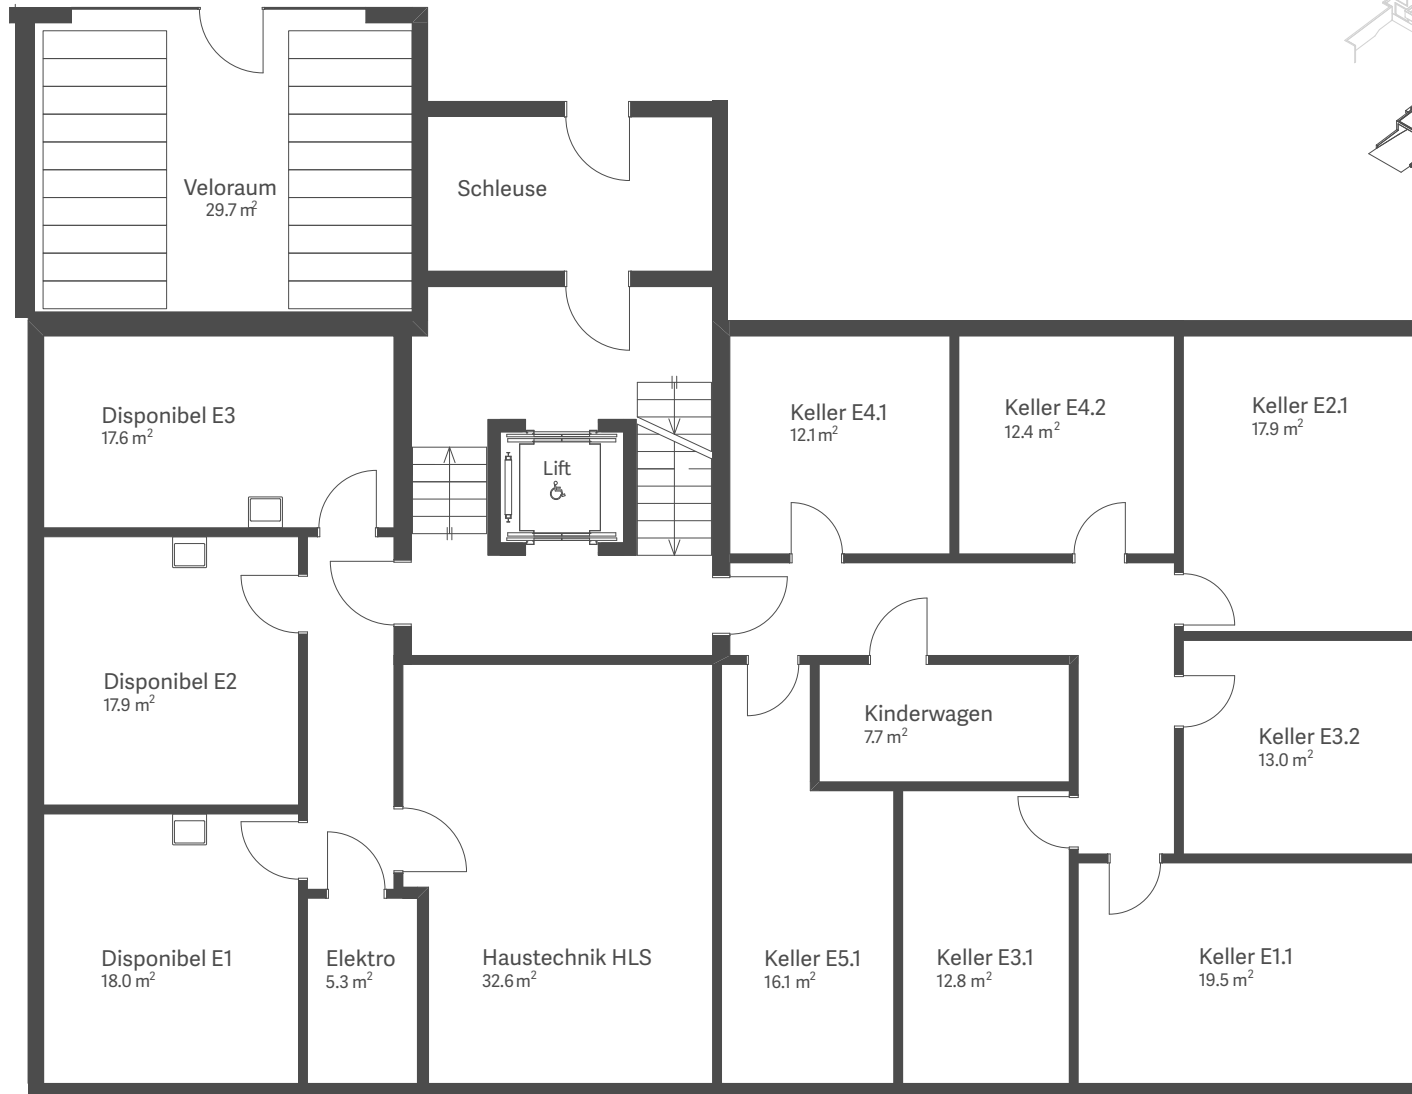 Veloraum
29.7 m²
Schleuse
Disponibel E3
17.6 m²
Lift
Keller E4.1
12.1 m²
Keller E4.2
12.4 m²
Keller E2.1
17.9 m²
Disponibel E2
17.9 m²
Kinderwagen
7.7 m²
Keller E3.2
13.0 m²
Disponibel E1
18.0 m²
Elektro
5.3 m²
Haustechnik HLS
32.6 m²
Keller E5.1
16.1 m²
Keller E3.1
12.8 m²
Keller E1.1
19.5 m²